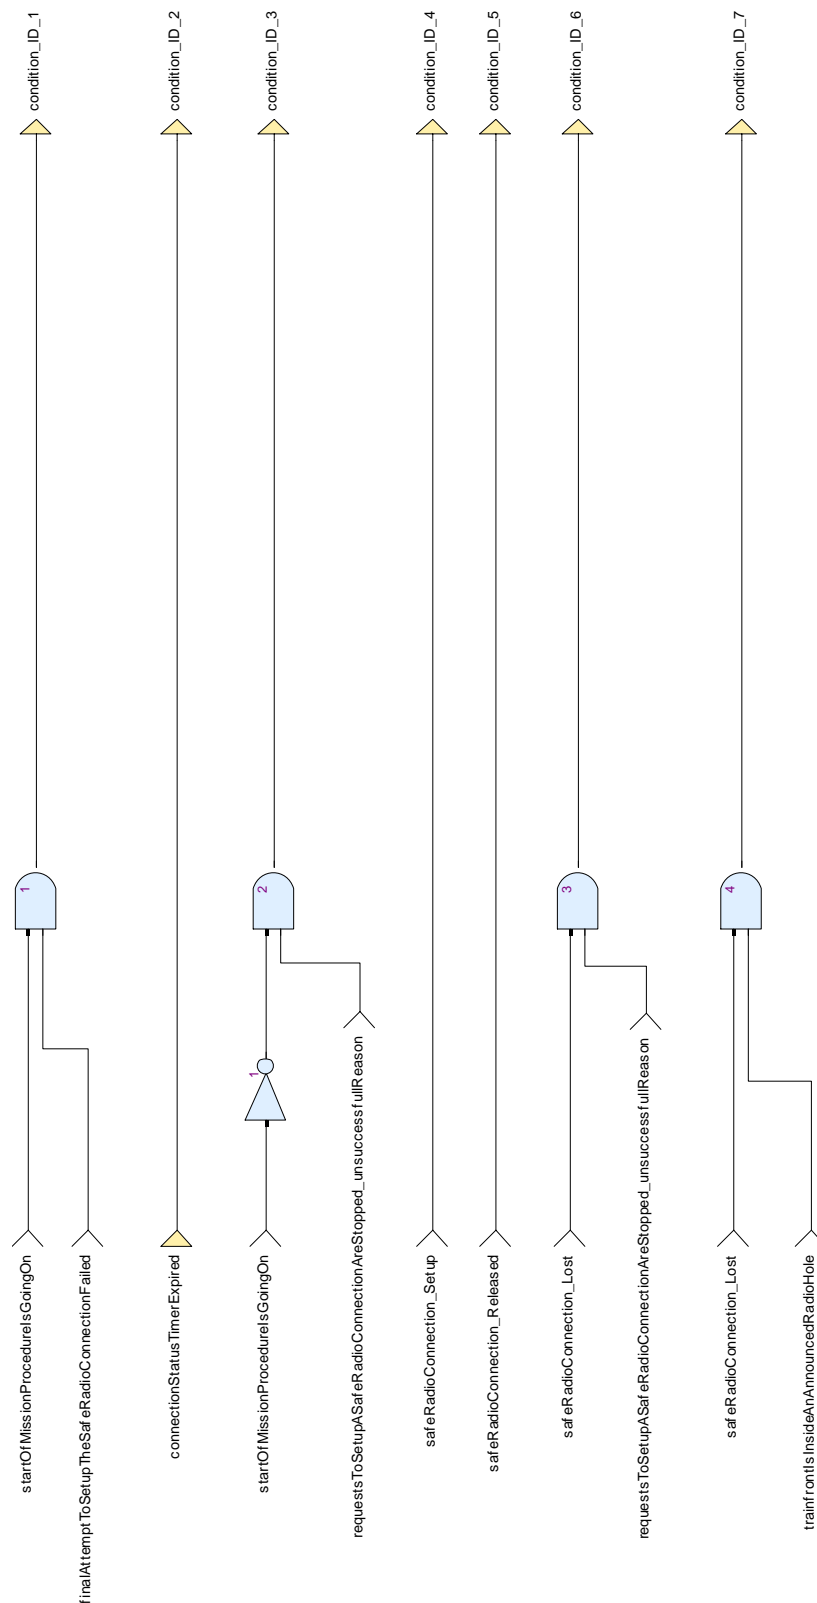 condition_ID_1
condition_ID_2
condition_ID_3
condition_ID_4
condition_ID_5
condition_ID_6
condition_ID_7
1
2
3
4
1
startOfMissionProcedureIsGoingOn
finalAttemptToSetupTheSafeRadioConnectionFailed
connectionStatusTimerExpired
startOfMissionProcedureIsGoingOn
requestsToSetupASafeRadioConnectionAreStopped_unsuccessfullReason
safeRadioConnection_Setup
safeRadioConnection_Released
safeRadioConnection_Lost
requestsToSetupASafeRadioConnectionAreStopped_unsuccessfullReason
safeRadioConnection_Lost
trainfrontIsInsideAnAnnouncedRadioHole